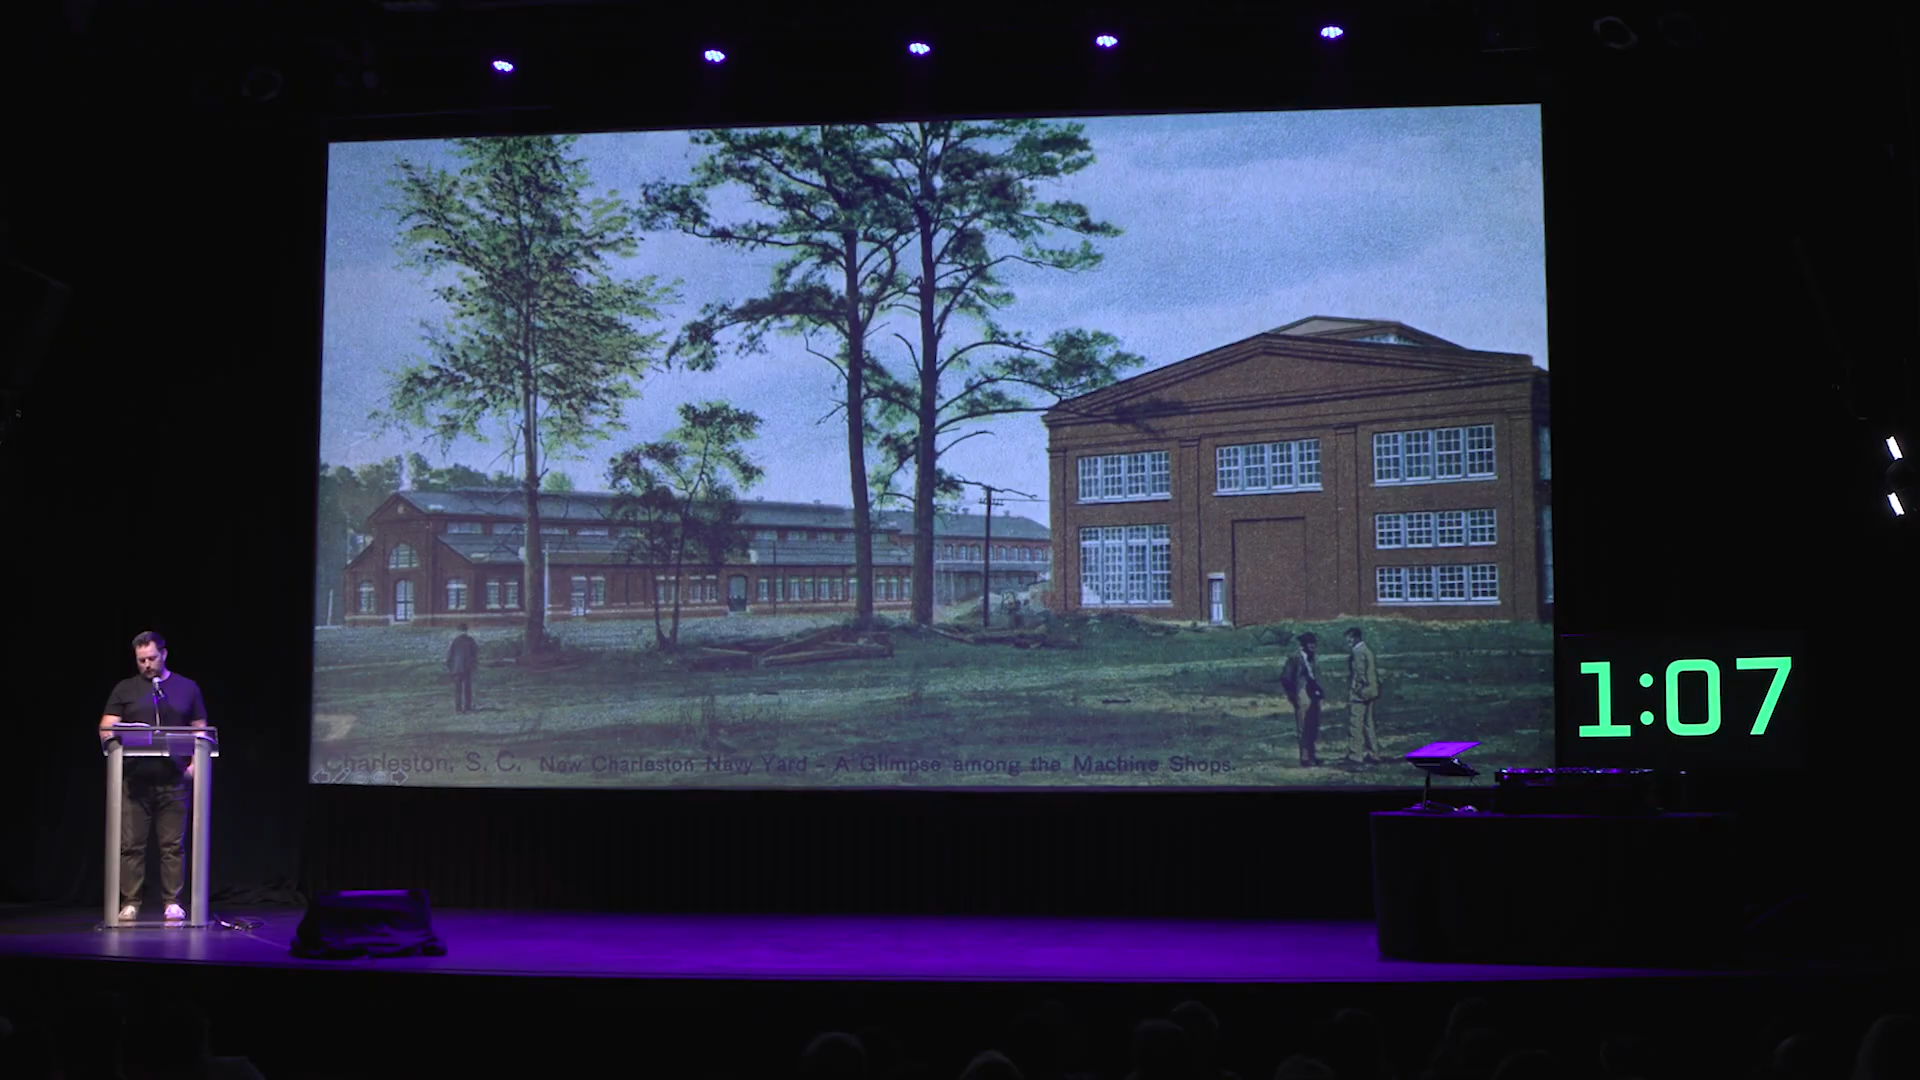 Charleston, S. C. New Charleston Navy Yard - A Glimpse among the Machine Shops.
1:07